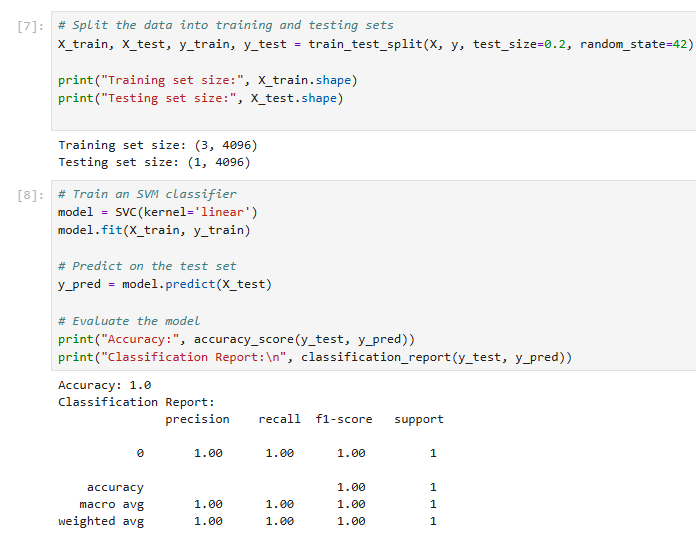 [7]: # Split the data into training and testing sets
X_train, X_test, y_train, y_test = train_test_split(X, y, test_size=0.2, random_state=42)
print("Training set size:", X_train.shape)
print("Testing set size:", X_test.shape)
Training set size: (3, 4096)
Testing set size: (1, 4096)
[8]: # Train an SVM classifier
model = SVC(kernel='linear')
model.fit(X_train, y_train)
# Predict on the test set
y_pred = model.predict(X_test)
# Evaluate the model
print("Accuracy:", accuracy_score(y_test, y_pred))
print("Classification Report:\n", classification_report(y_test, y_pred))
Accuracy: 1.0
Classification Report:
precision recall f1-score support
0 1.00 1.00 1.00 1
accuracy 1.00 1
macro avg 1.00 1.00 1.00 1
weighted avg 1.00 1.00 1.00 1